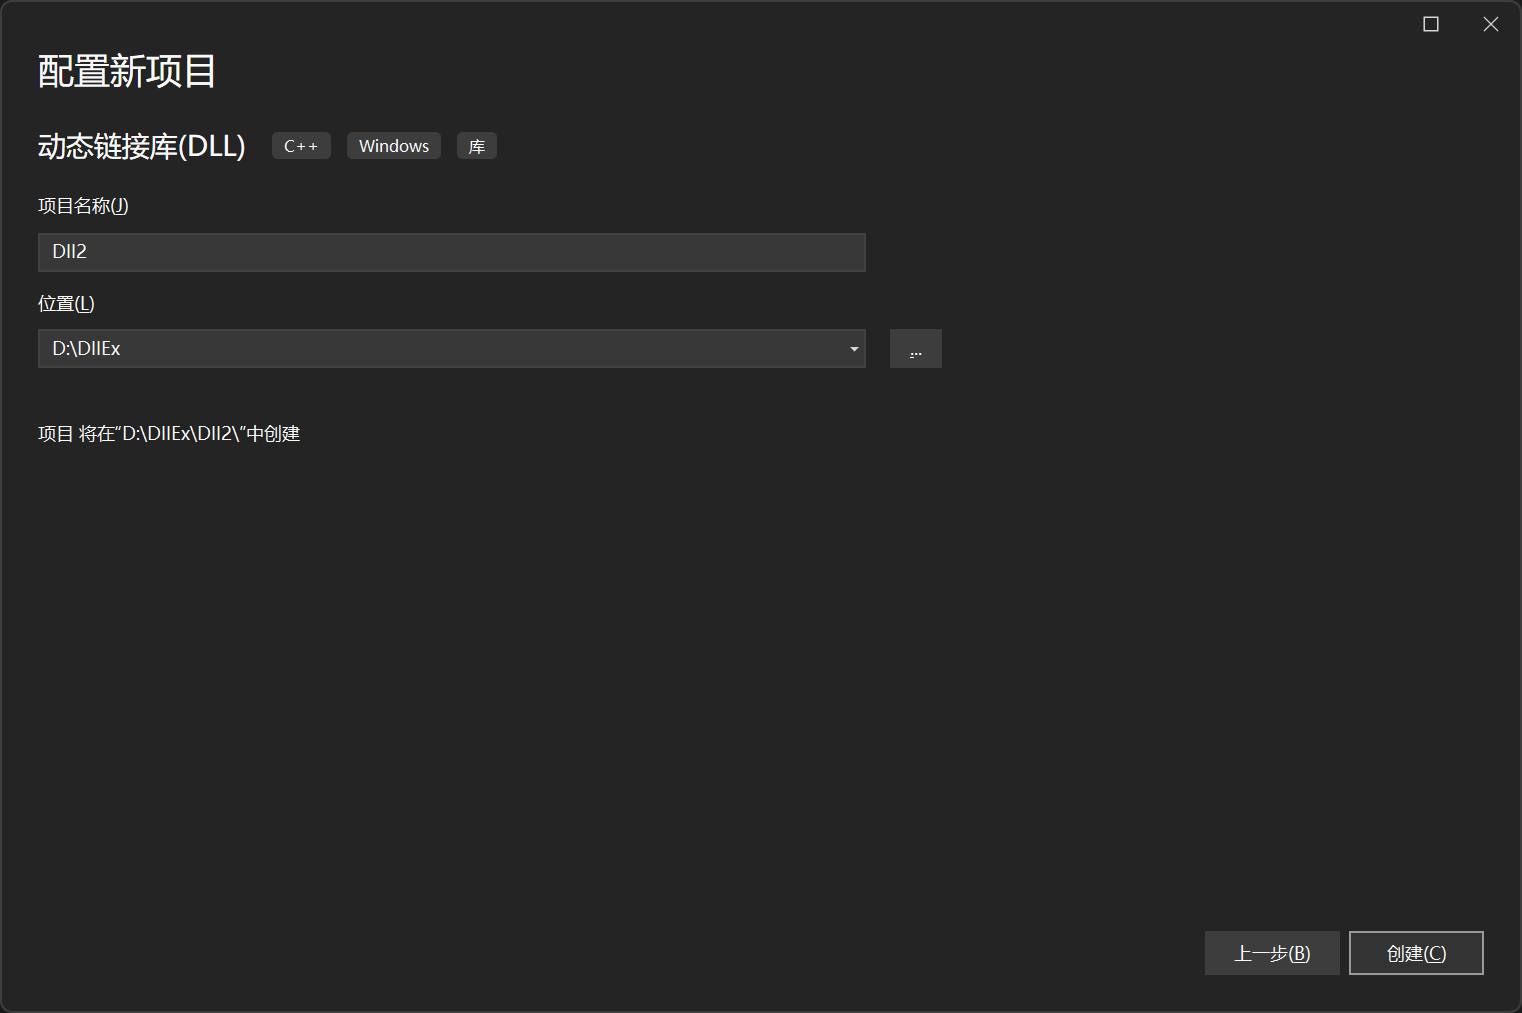 配置新项目
动态链接库(DLL) C++ Windows 库
项目名称(J)
Dll2
位置(L)
D:\DllEx
...
项目 将在“D:\DllEx\Dll2\”中创建
上一步(B) 创建(C)